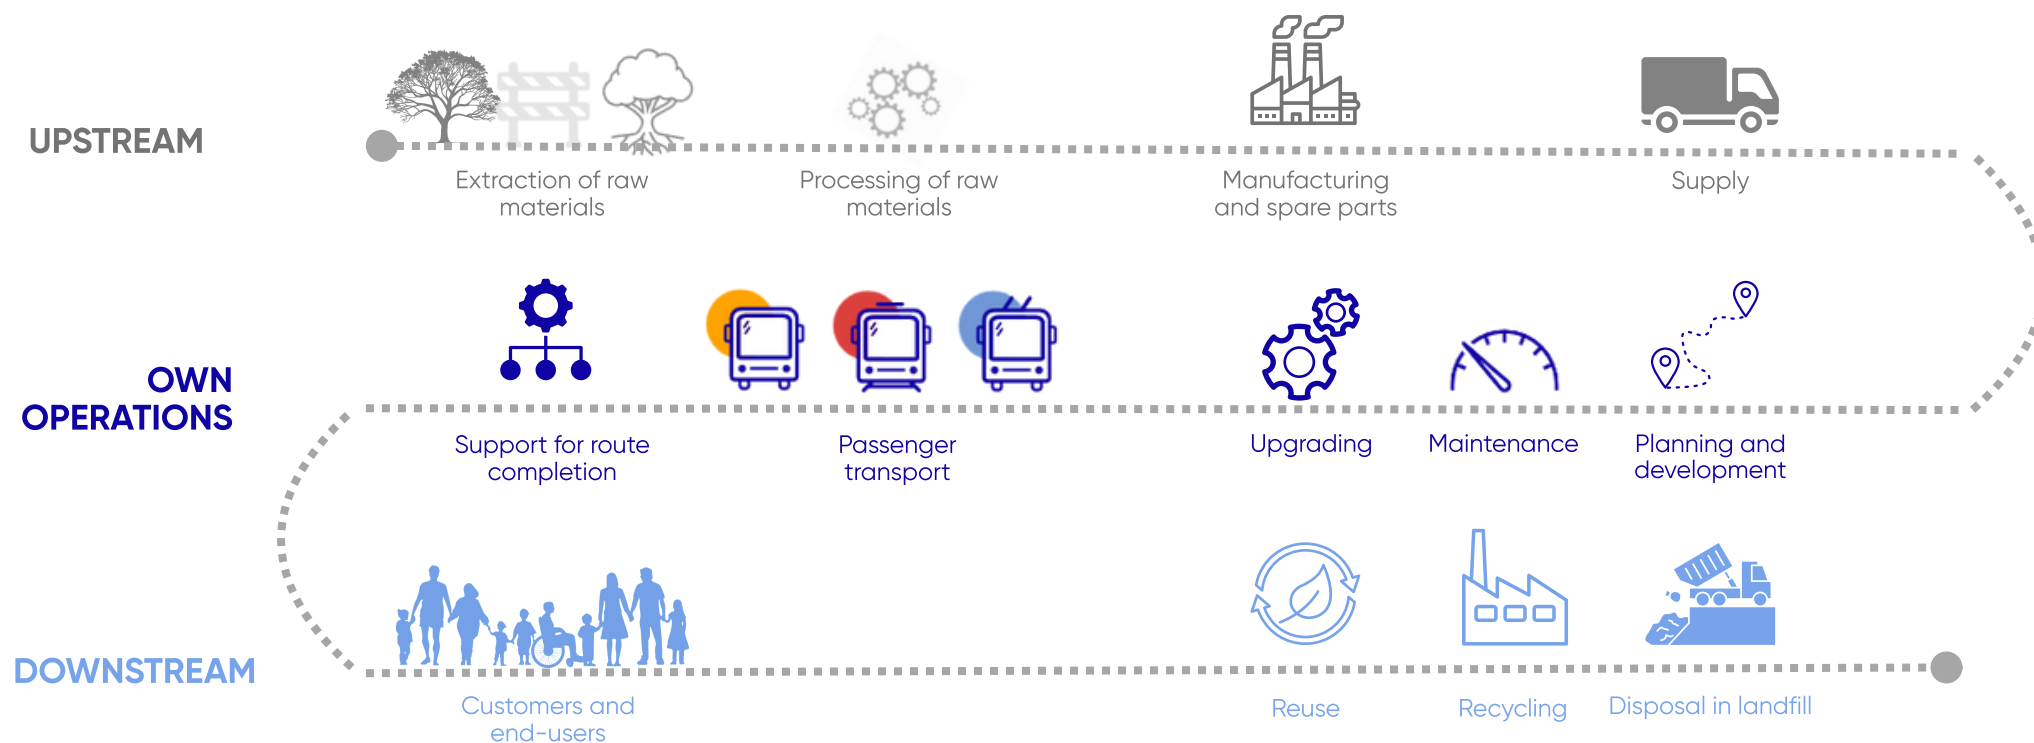 UPSTREAM
Extraction of raw
materials
Processing of raw
materials
Manufacturing
and spare parts
Supply
OWN
OPERATIONS
Support for route
completion
Passenger
transport
Upgrading
Maintenance
Planning and
development
DOWNSTREAM
Customers and
end-users
Reuse
Recycling
Disposal in landfill